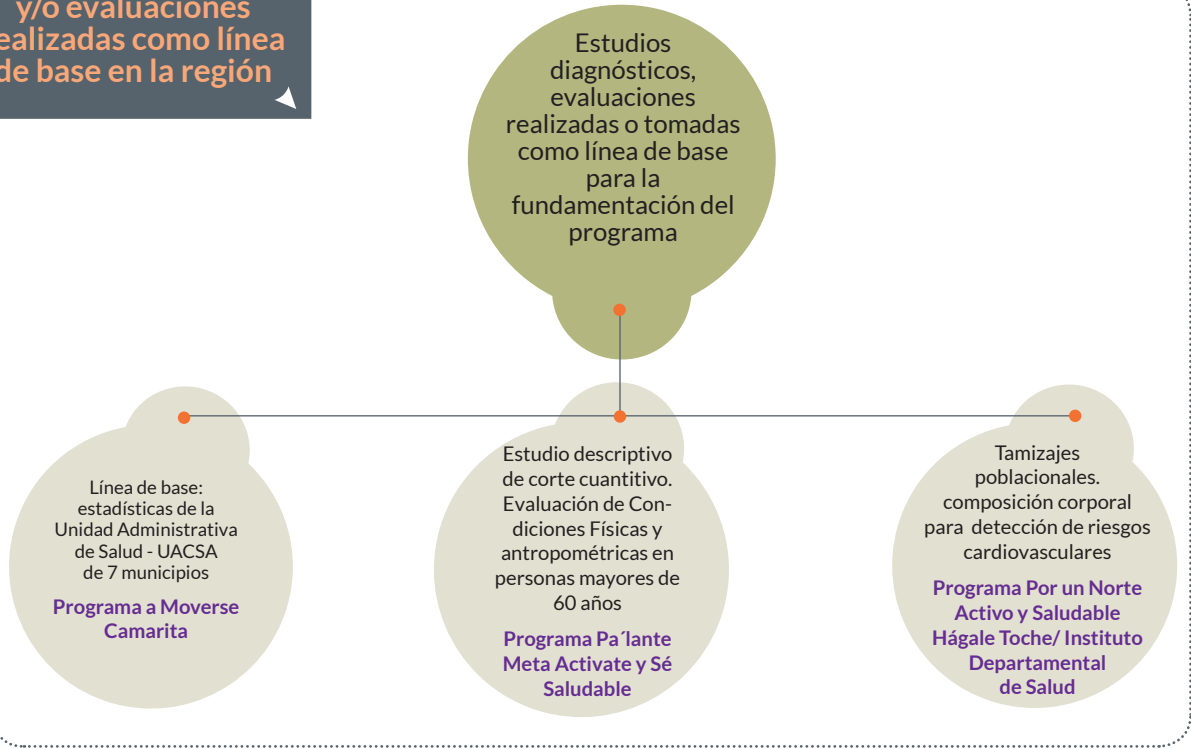 y/o evaluaciones
ealizadas como línea
de base en la región
Estudios
diagnósticos,
evaluaciones
realizadas o tomadas
como línea de base
para la
fundamentación del
programa
Línea de base:
estadísticas de la
Unidad Administrativa
de Salud - UACSA
de 7 municipios
Programa a Moverse
Camarita
Estudio descriptivo
de corte cuantitivo.
Evaluación de Con-
diciones Físicas y
antropométricas en
personas mayores de
60 años
Programa Pa´lante
Meta Activate y Sé
Saludable
Tamizajes
poblacionales.
composición corporal
para detección de riesgos
cardiovasculares
Programa Por un Norte
Activo y Saludable
Hágale Toche/ Instituto
Departamental
de Salud